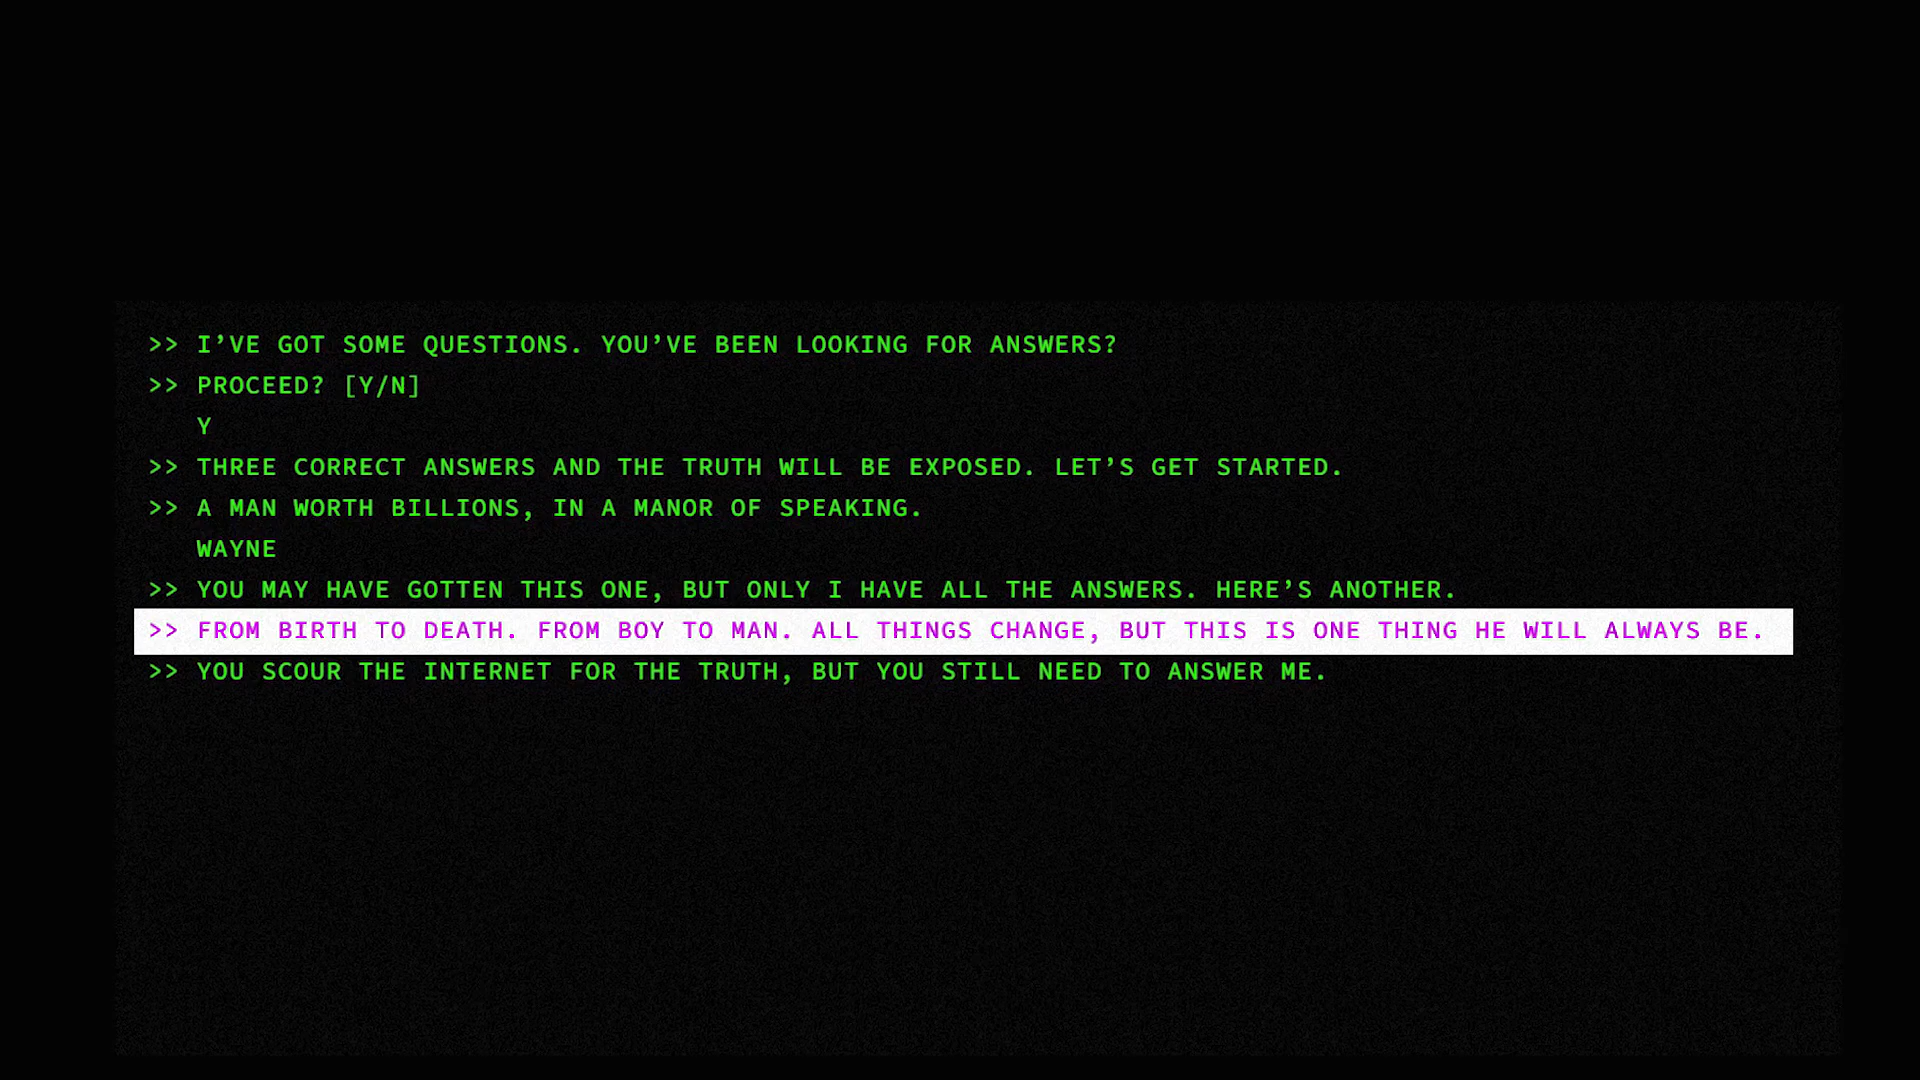 >> I’VE GOT SOME QUESTIONS. YOU’VE BEEN LOOKING FOR ANSWERS?
>> PROCEED? [Y/N]
Y
>> THREE CORRECT ANSWERS AND THE TRUTH WILL BE EXPOSED. LET’S GET STARTED.
>> A MAN WORTH BILLIONS, IN A MANOR OF SPEAKING.
WAYNE
>> YOU MAY HAVE GOTTEN THIS ONE, BUT ONLY I HAVE ALL THE ANSWERS. HERE’S ANOTHER.
>> FROM BIRTH TO DEATH. FROM BOY TO MAN. ALL THINGS CHANGE, BUT THIS IS ONE THING HE WILL ALWAYS BE.
>> YOU SCOUR THE INTERNET FOR THE TRUTH, BUT YOU STILL NEED TO ANSWER ME.